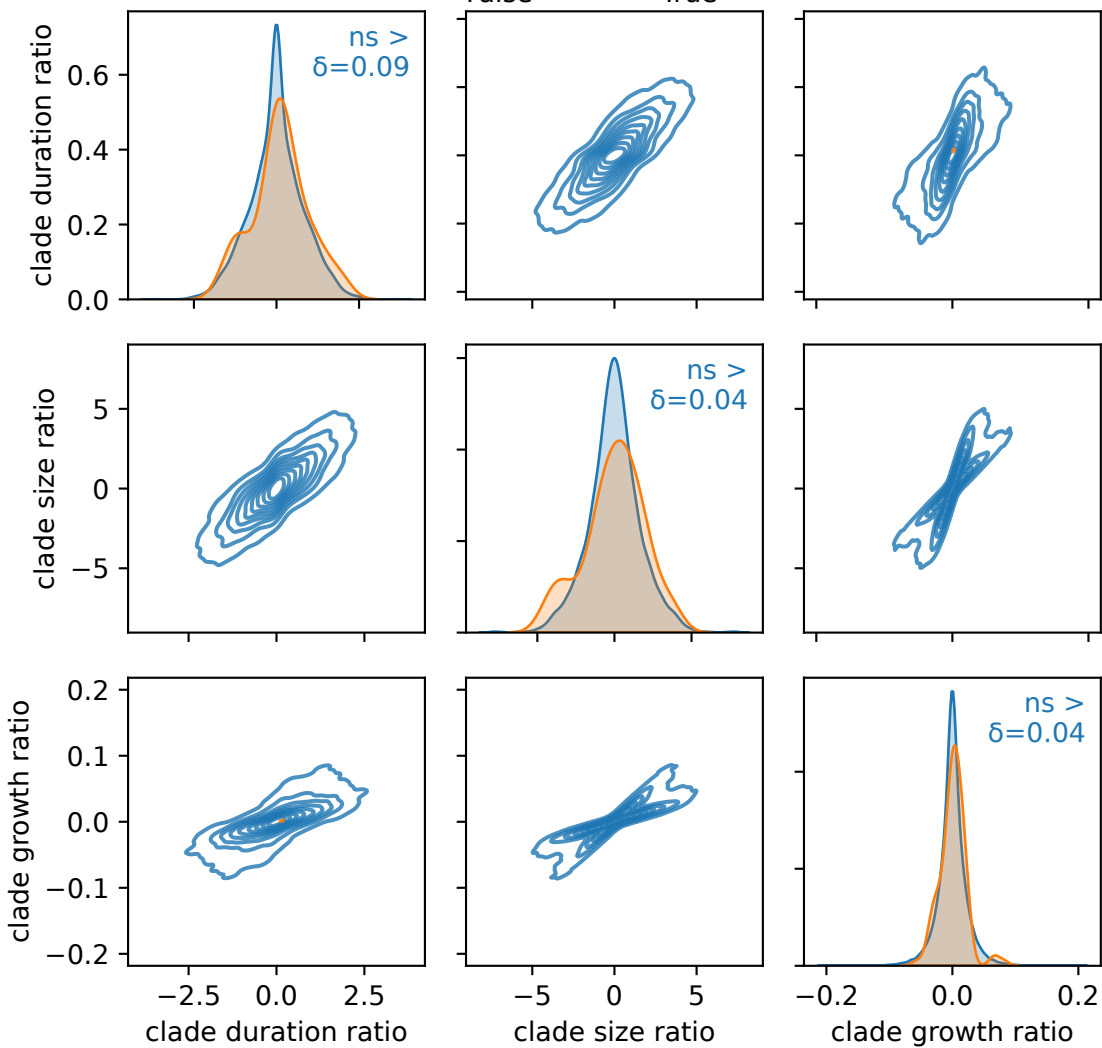 clade duration ratio
0.6
0.4
0.2
0.0
ns >
δ=0.09
clade size ratio
5
0
−5
ns >
δ=0.04
clade growth ratio
0.2
0.1
0.0
−0.1
−0.2
ns >
δ=0.04
−2.5 0.0 2.5
−5 0 5
−0.2 0.0 0.2
clade duration ratio
clade size ratio
clade growth ratio